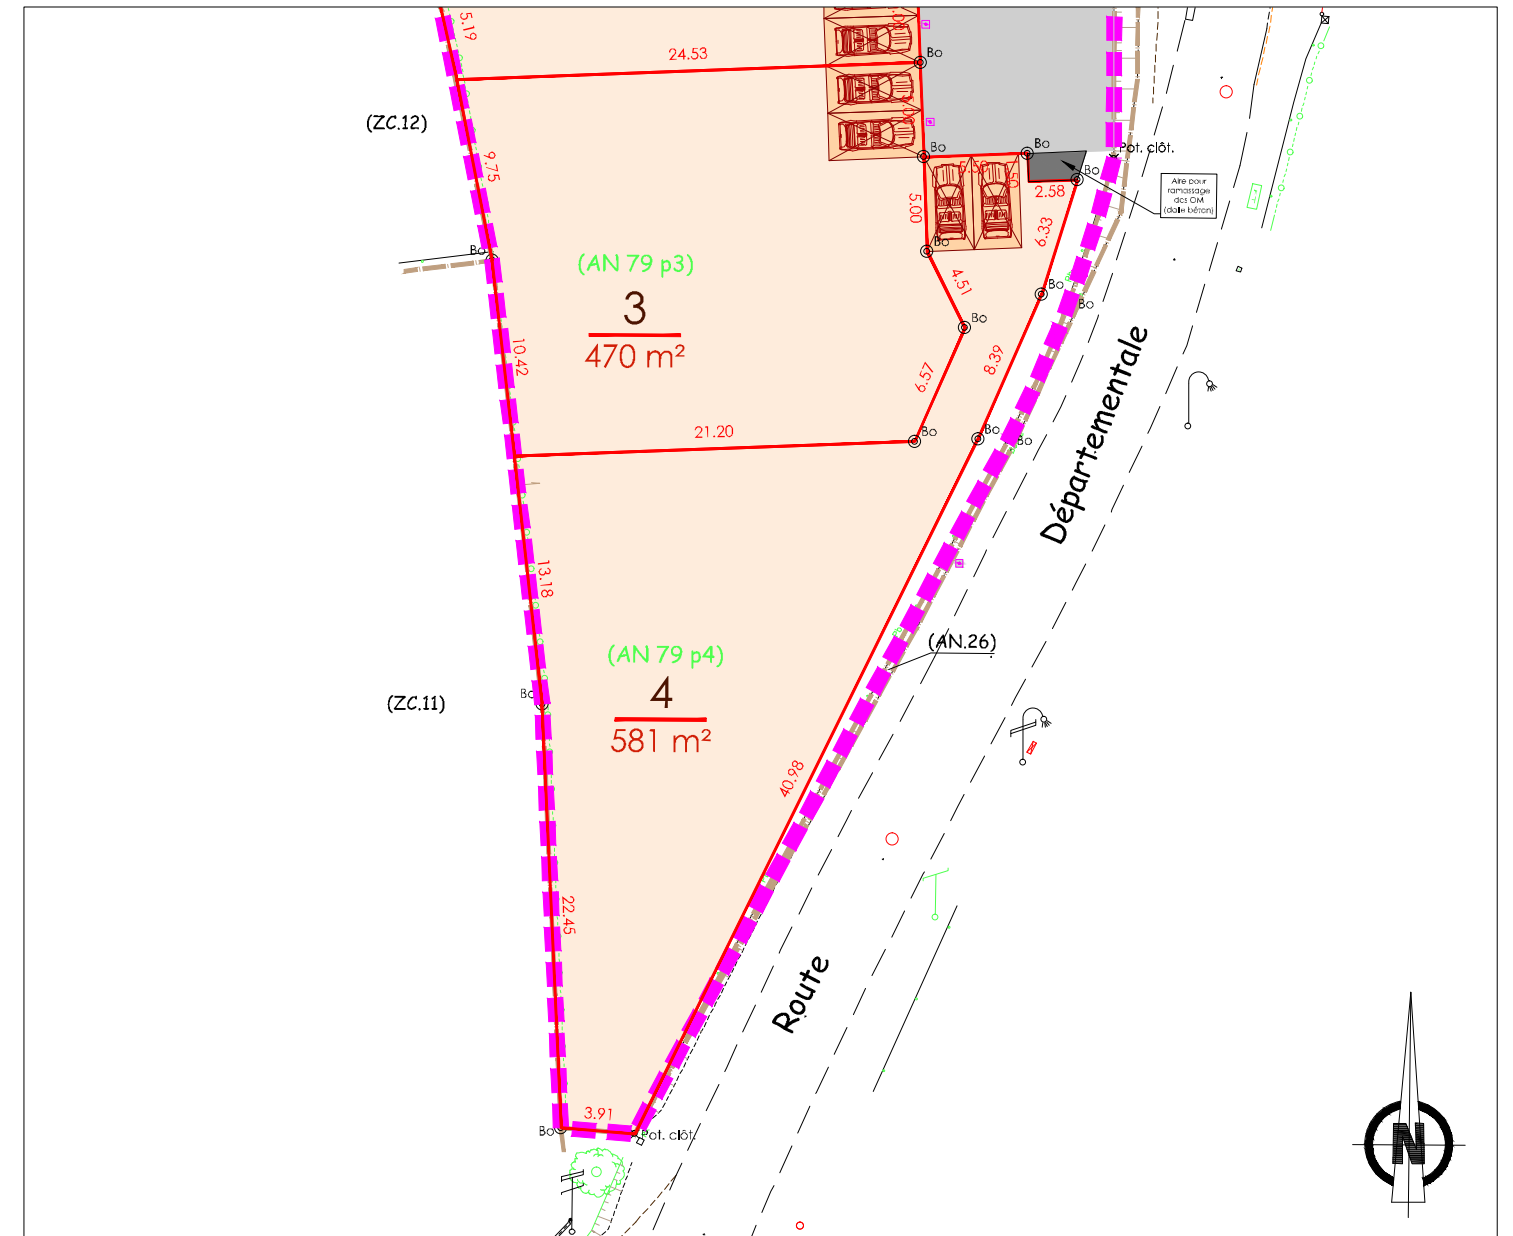 5.19
24.53
Bo
(ZC.12)
9.75
Bo
Bo
Pot. clôt.
5.00
2.58
Bo
Aire pour
ramassage
des OM
(dalle béton)
6.33
Bo
Bo
(AN 79 p3)
3
470 m²
4.51
Bo
Bo
Bo
10.42
6.57
8.39
21.20
Bo
Bo
Bo
Départementale
13.18
(AN.26)
(AN 79 p4)
4
581 m²
Bo
(ZC.11)
40.98
22.45
Route
3.91
Bo
Pot. clôt.
N